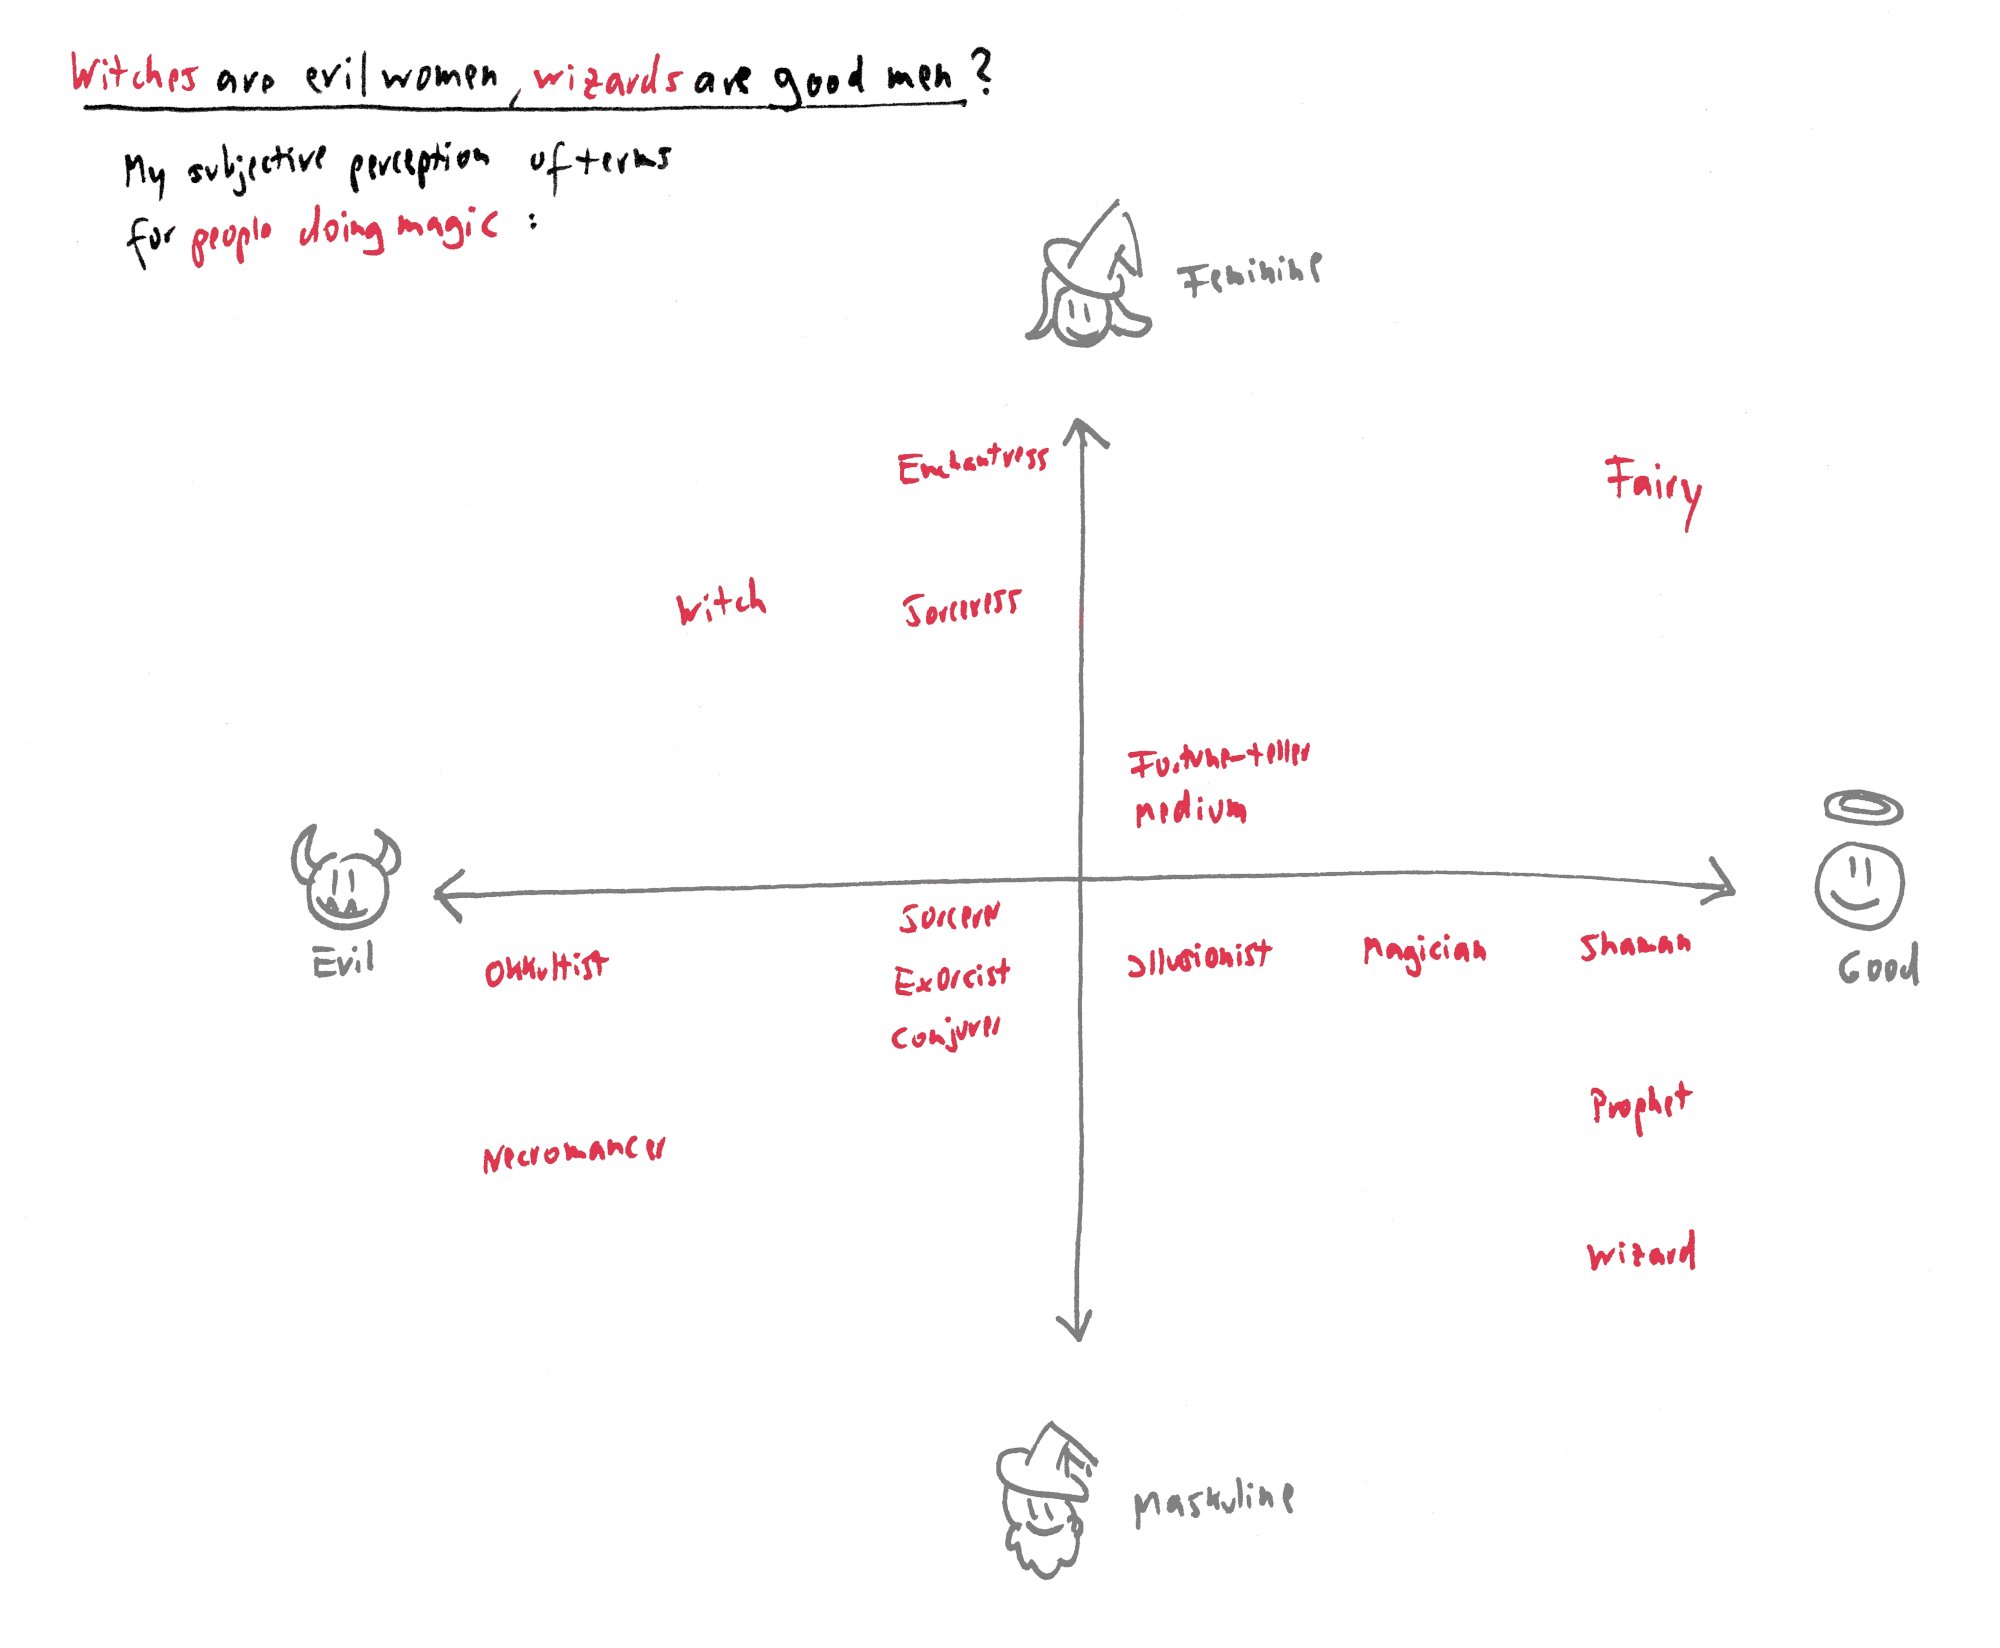 Witches are evil women, wizards are good men?
My subjective perception of terms
for people doing magic:
Feminine
Enchantress
Fairy
Witch
Sorceress
Fortune-teller
medium
Evil
Good
Sorcerer
Exorcist
Conjurer
Okkultist
Illusionist
Magician
Shaman
Prophet
Necromancer
Wizard
Maskuline